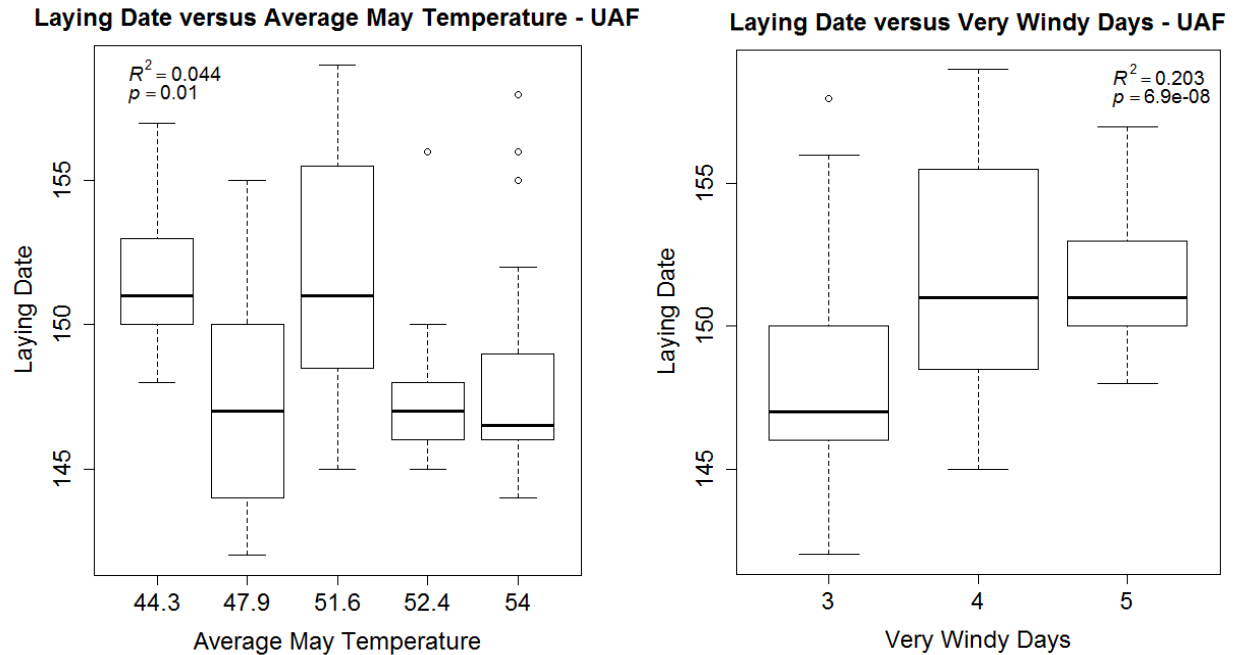 Laying Date versus Average May Temperature - UAF
R² = 0.044
p = 0.01
Laying Date
155
150
145
44.3 47.9 51.6 52.4 54
Average May Temperature
Laying Date versus Very Windy Days - UAF
R² = 0.203
p = 6.9e-08
Laying Date
155
150
145
3 4 5
Very Windy Days